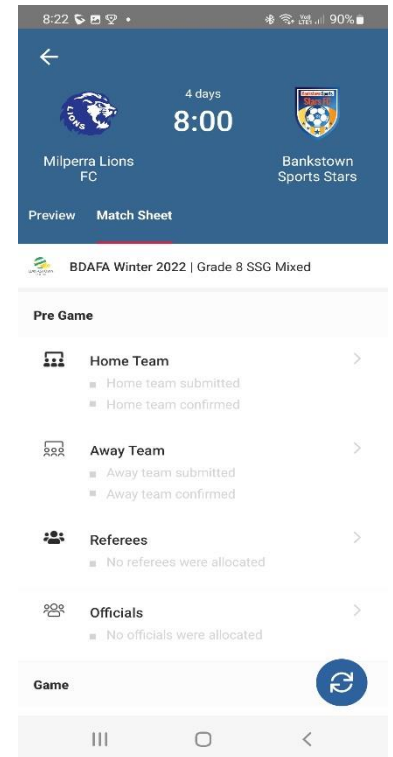 8:22 90%
4 days
8:00
Milperra Lions
FC
Bankstown
Sports Stars
Preview Match Sheet
BDAFA Winter 2022 | Grade 8 SSG Mixed
Pre Game
Home Team
Home team submitted
Home team confirmed
Away Team
Away team submitted
Away team confirmed
Referees
No referees were allocated
Officials
No officials were allocated
Game